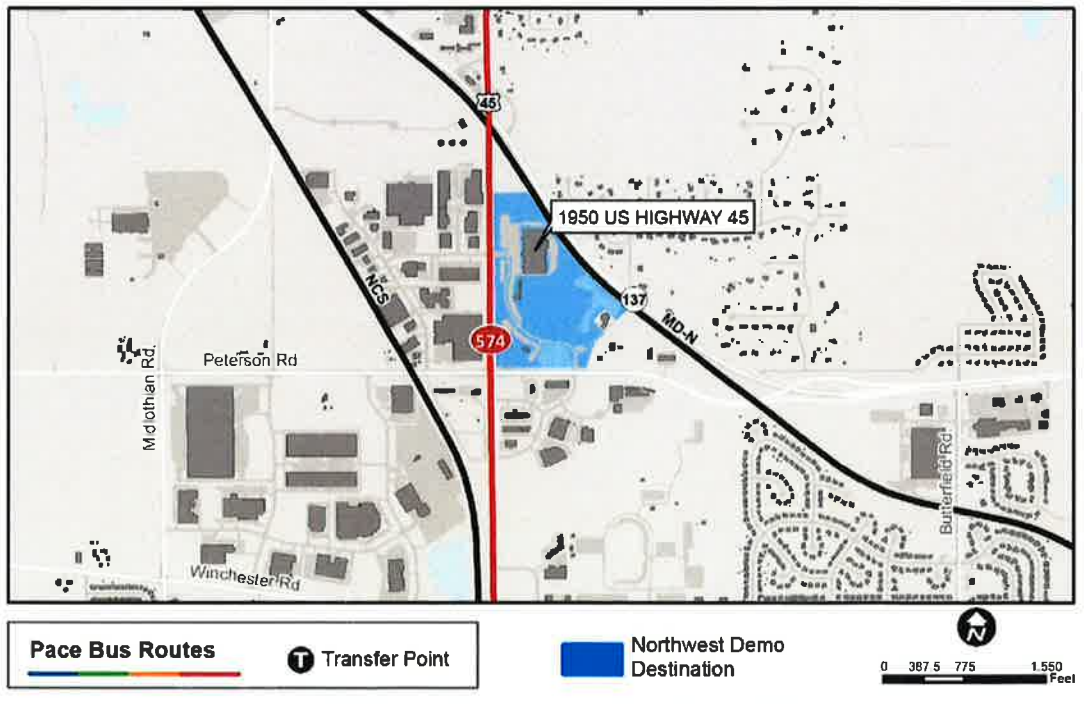 45
1950 US HIGHWAY 45
NCS
137
MD-N
574
Peterson Rd
Midlothian Rd.
Butterfield Rd
Winchester Rd
Pace Bus Routes
T Transfer Point
Northwest Demo
Destination
N
0 387 5 775 1.550
Feet